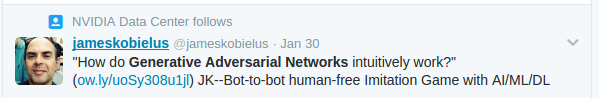 NVIDIA Data Center follows
jameskobielus @jameskobielus · Jan 30
"How do Generative Adversarial Networks intuitively work?"
(ow.ly/uoSy308u1jl) JK--Bot-to-bot human-free Imitation Game with AI/ML/DL